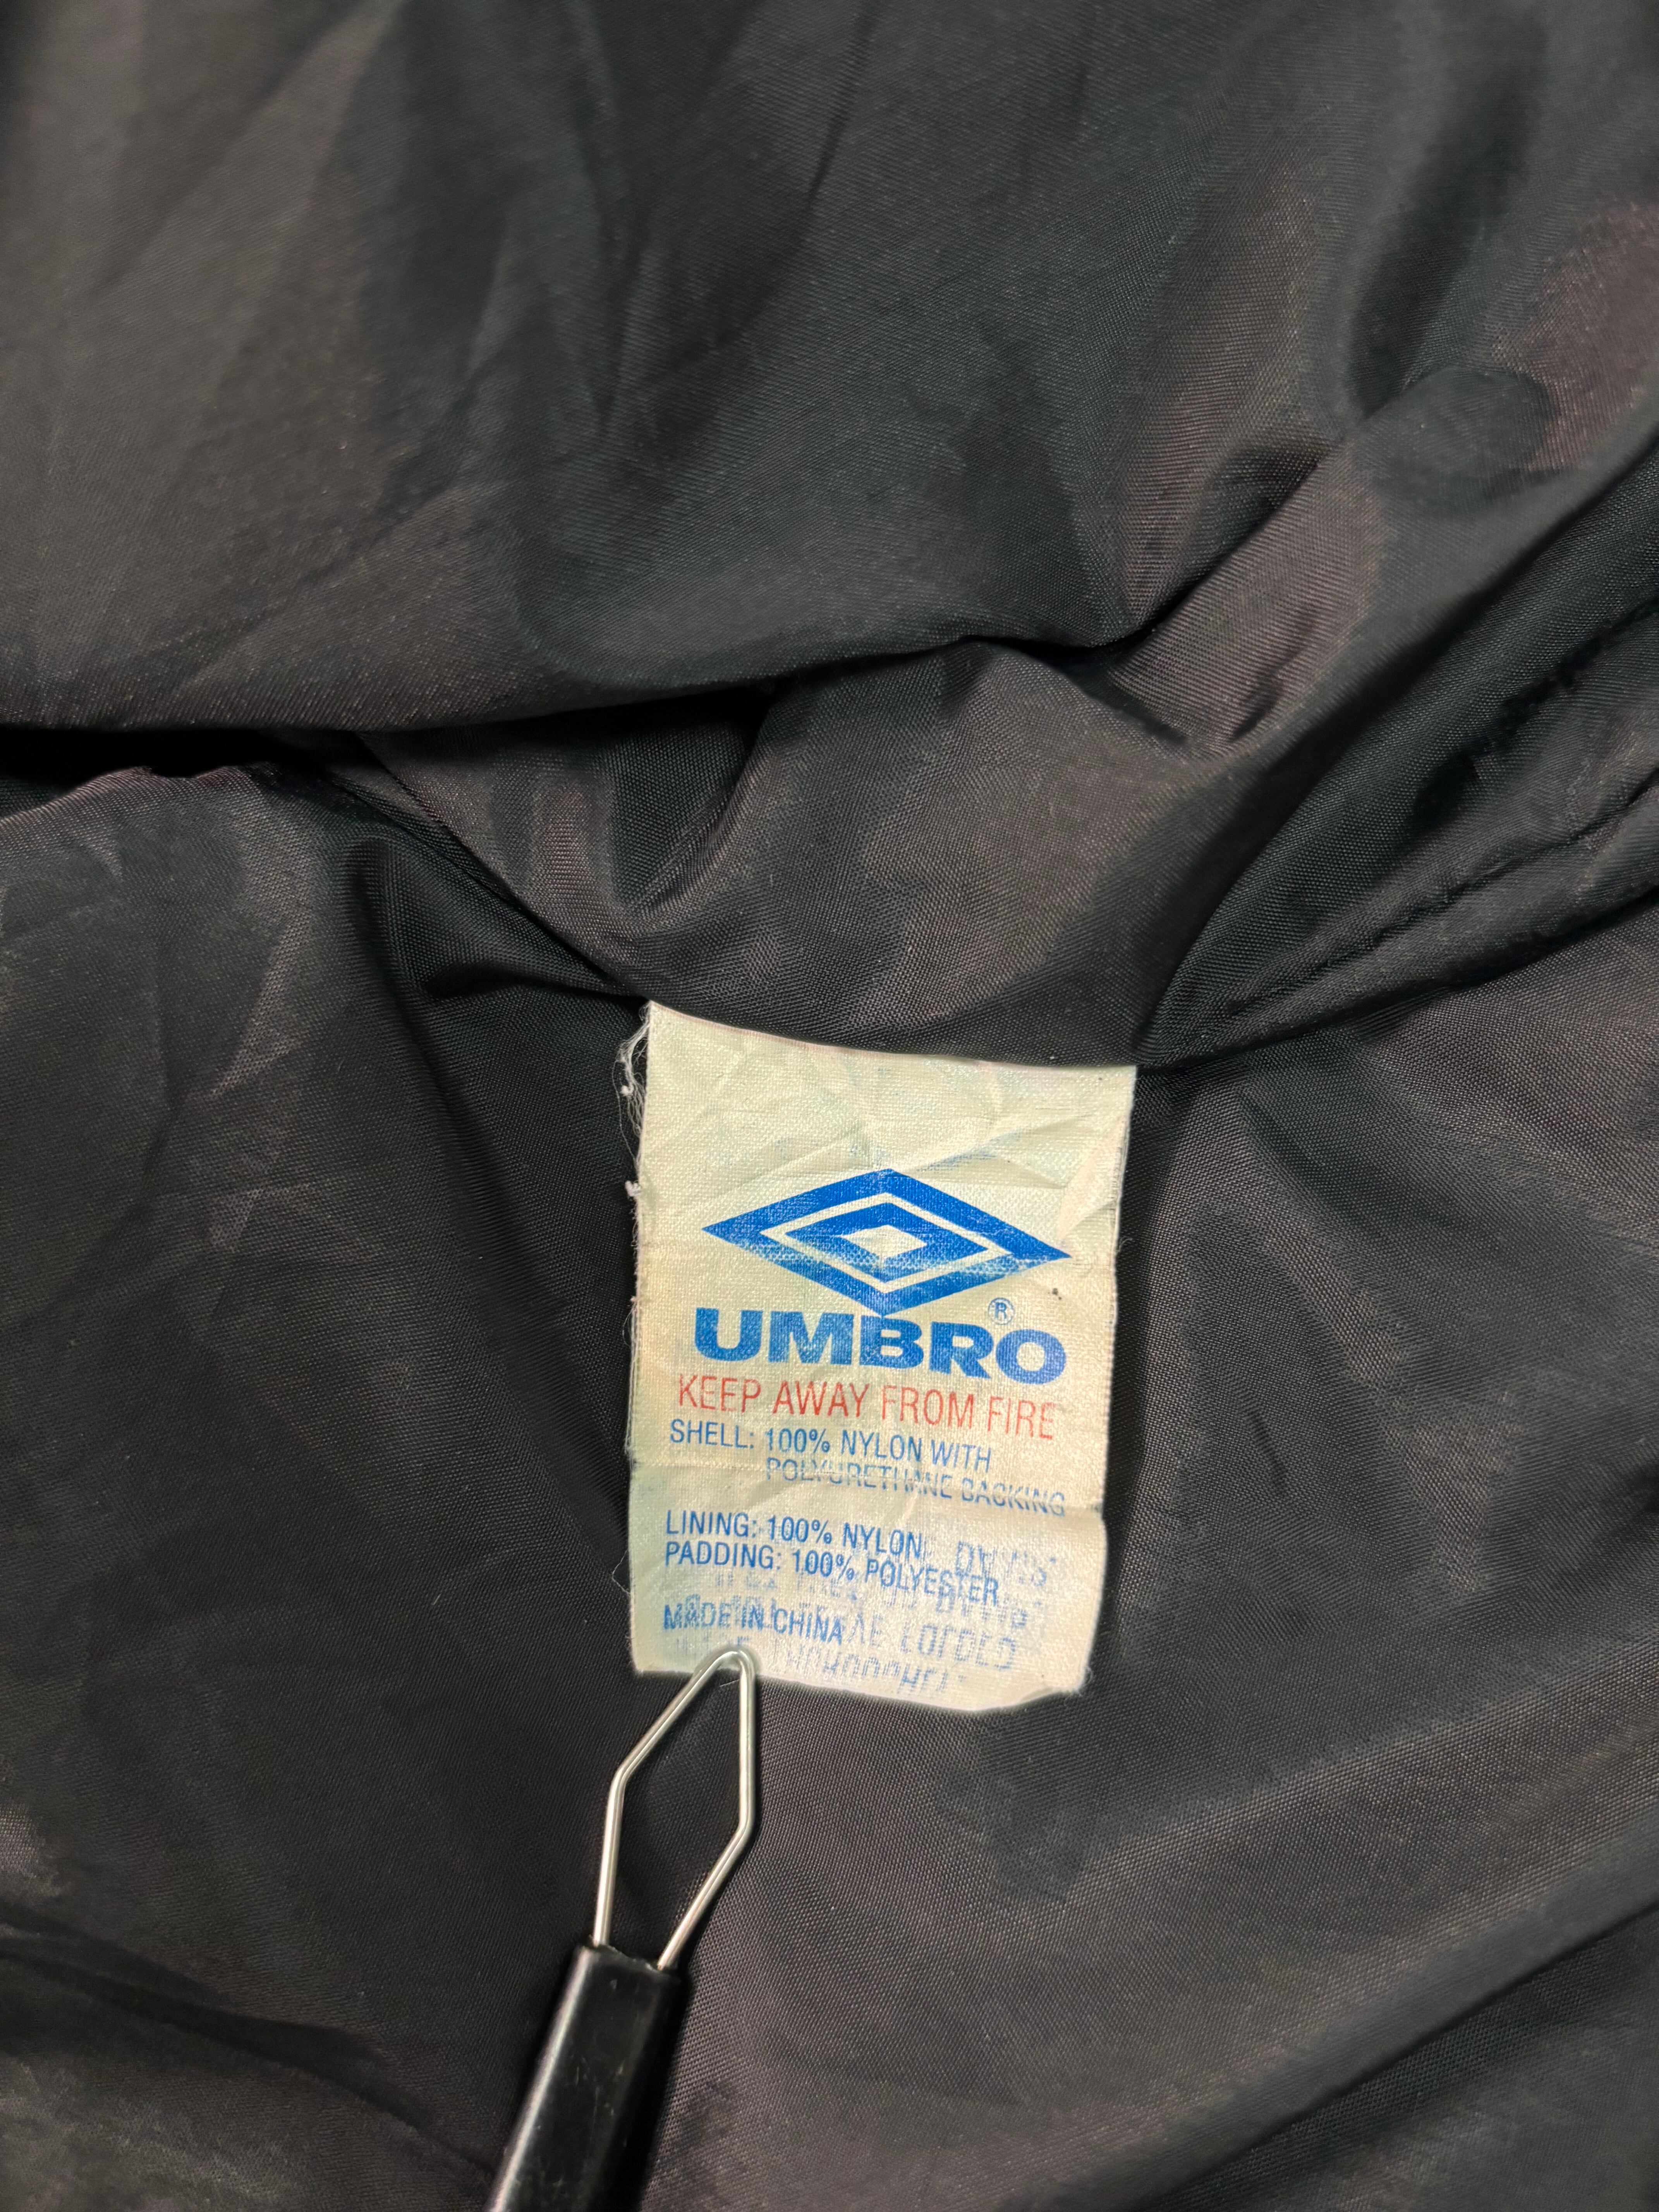 UMBRO®
KEEP AWAY FROM FIRE
SHELL: 100% NYLON WITH
POLYURETHANE BACKING
LINING: 100% NYLON
PADDING: 100% POLYESTER
MADE IN CHINA